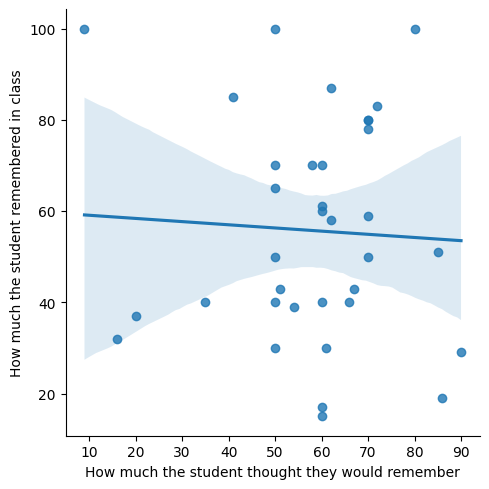 How much the student remembered in class
100
80
60
40
20
10 20 30 40 50 60 70 80 90
How much the student thought they would remember